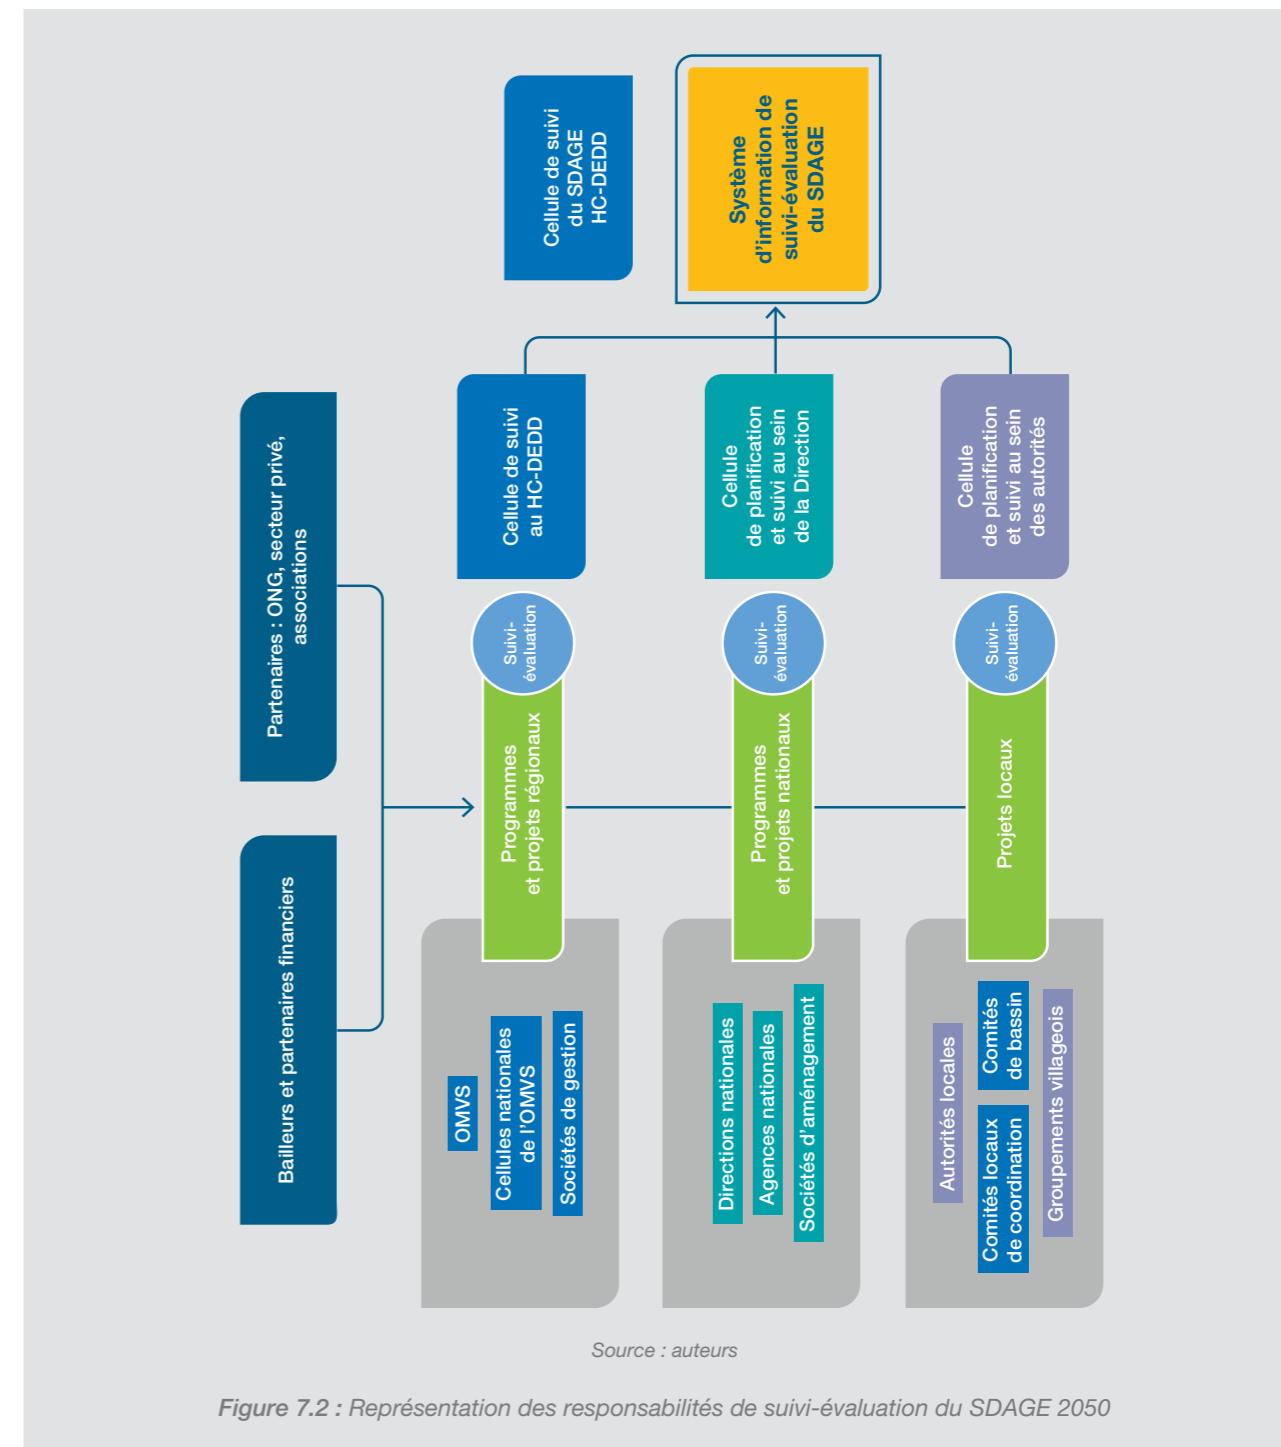 Bailleurs et partenaires financiers
Partenaires : ONG, secteur privé,
associations
OMVS
Cellules nationales
de l'OMVS
Sociétés de gestion
Programmes
et projets régionaux
Suivi-
évaluation
Cellule de suivi
au HC-DEDD
Cellule de suivi
du SDAGE
HC-DEDD
Directions nationales
Agences nationales
Sociétés d'aménagement
Programmes
et projets nationaux
Suivi-
évaluation
Cellule
de planification
et suivi au sein
de la Direction
Système
d'information de
suivi-évaluation
du SDAGE
Autorités locales
Comités locaux
de coordination
Comités
de bassin
Groupements villageois
Projets locaux
Suivi-
évaluation
Cellule
de planification
et suivi au sein
des autorités
Source : auteurs
Figure 7.2 : Représentation des responsabilités de suivi-évaluation du SDAGE 2050